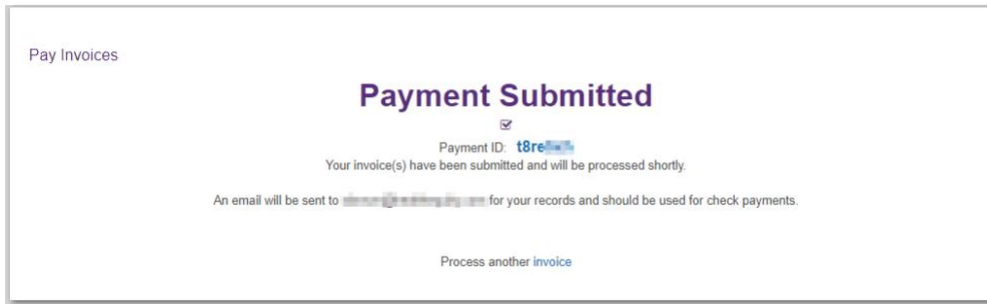 Pay Invoices
Payment Submitted
Payment ID:
Your invoice(s) have been submitted and will be processed shortly.
An email will be sent to for your records and should be used for check payments.
Process another invoice